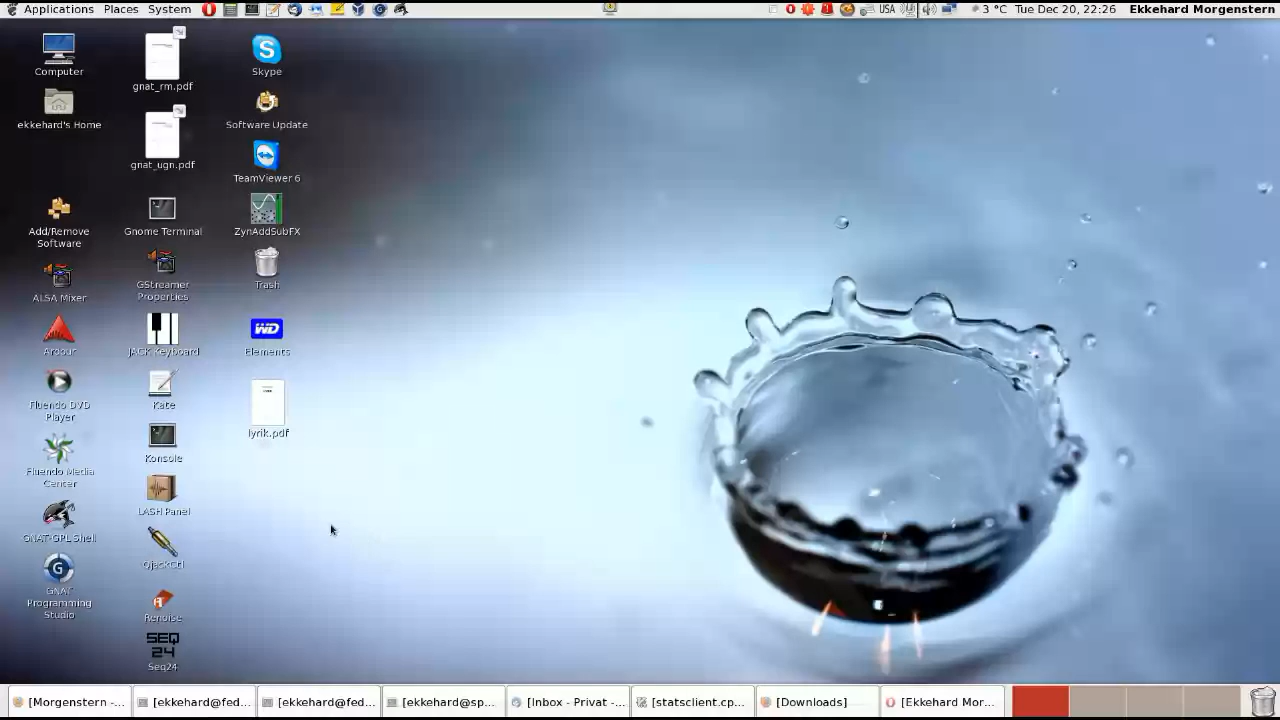 Applications Places System
USA
3 °C Tue Dec 20, 22:26 Ekkehard Morgenstern
Computer
ekkehard's Home
Add/Remove
Software
ALSA Mixer
Ardour
Fluendo DVD
Player
Fluendo Media
Center
GNAT GPL Shell
GNAT
Programming
Studio
gnat_rm.pdf
gnat_ugn.pdf
Gnome Terminal
GStreamer
Properties
JACK Keyboard
Kate
Konsole
LASH Panel
QjackCtl
Renoise
SEQ
24
Seq24
Skype
Software Update
TeamViewer 6
ZynAddSubFX
Trash
WD
Elements
lyrik.pdf
[Morgenstern -...
[ekkehard@fed...
[ekkehard@fed...
[ekkehard@sp...
[Inbox - Privat -...
[statsclient.cp...
[Downloads]
[Ekkehard Mor...